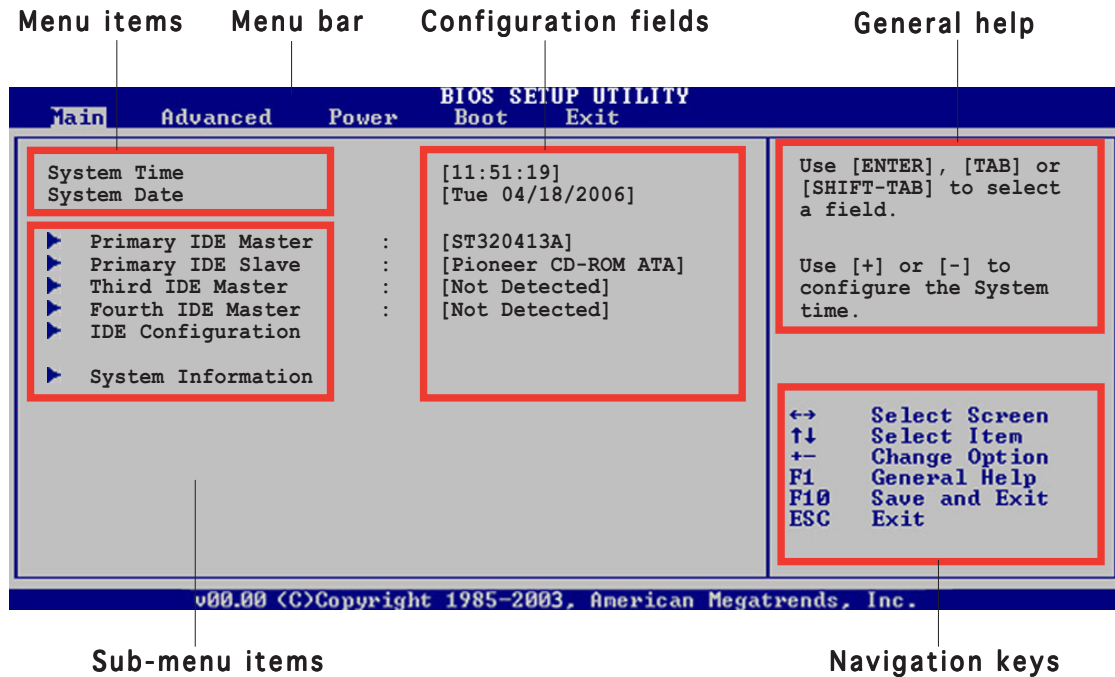 Menu items Menu bar Configuration fields General help
BIOS SETUP UTILITY
Main Advanced Power Boot Exit
System Time [11:51:19]
System Date [Tue 04/18/2006]
Primary IDE Master : [ST320413A]
Primary IDE Slave : [Pioneer CD-ROM ATA]
Third IDE Master : [Not Detected]
Fourth IDE Master : [Not Detected]
IDE Configuration
System Information
Use [ENTER], [TAB] or
[SHIFT-TAB] to select
a field.
Use [+] or [-] to
configure the System
time.
←→ Select Screen
↑↓ Select Item
+- Change Option
F1 General Help
F10 Save and Exit
ESC Exit
v00.00 (C)Copyright 1985-2003, American Megatrends, Inc.
Sub-menu items Navigation keys